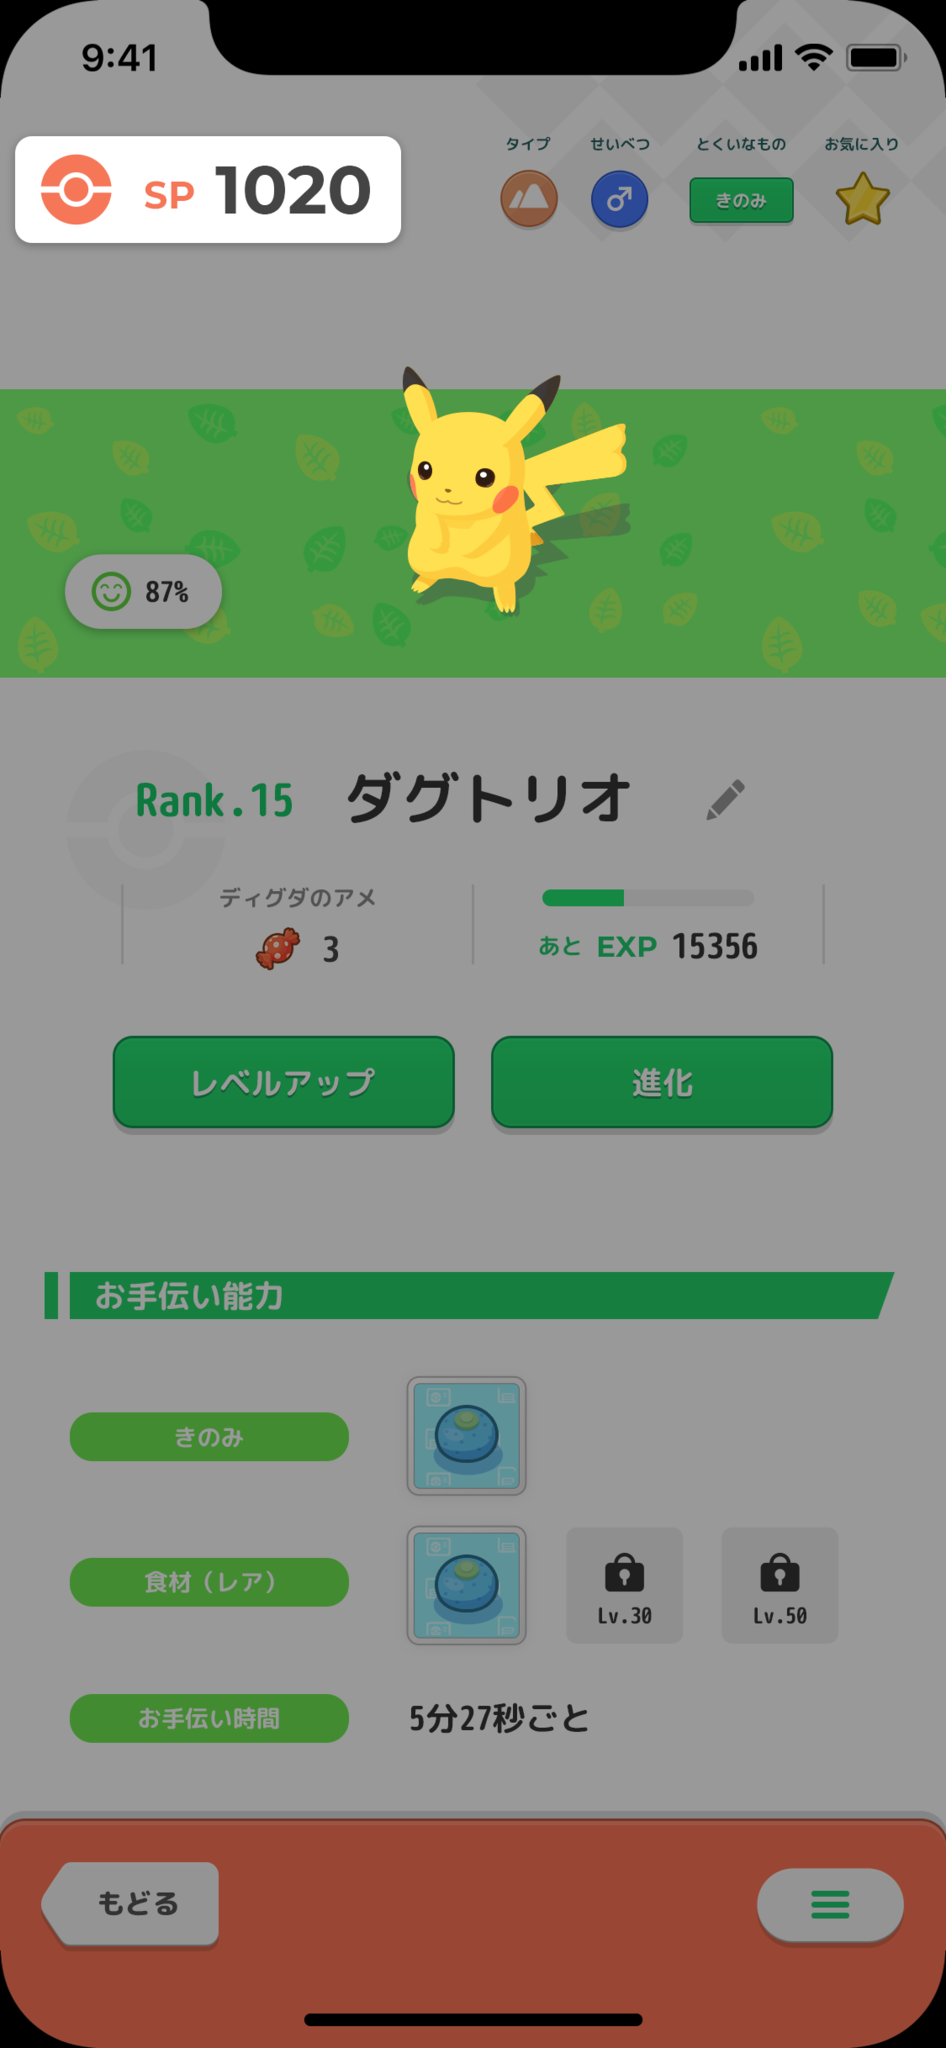 9:41
タイプ せいべつ とくいなもの お気に入り
SP 1020
きのみ
87%
Rank.15 ダグトリオ
ディグダのアメ
3
あと EXP 15356
レベルアップ 進化
お手伝い能力
きのみ
食材（レア）
Lv.30 Lv.50
お手伝い時間 5分27秒ごと
もどる